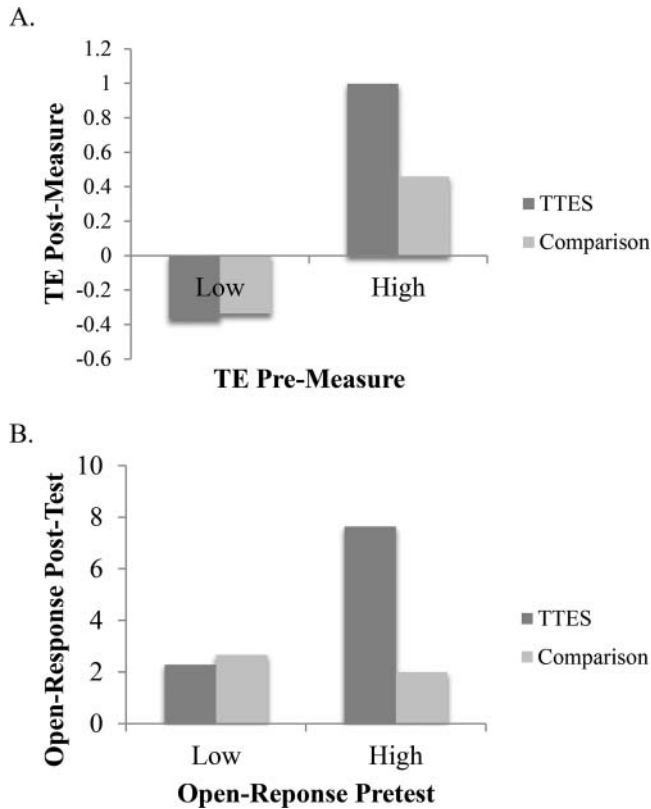 A.
TE Post-Measure
1.2
1
0.8
0.6
0.4
0.2
0
-0.2
-0.4
-0.6
Low
High
TE Pre-Measure
TTES
Comparison
B.
Open-Response Post-Test
10
8
6
4
2
0
Low
High
Open-Reponse Pretest
TTES
Comparison